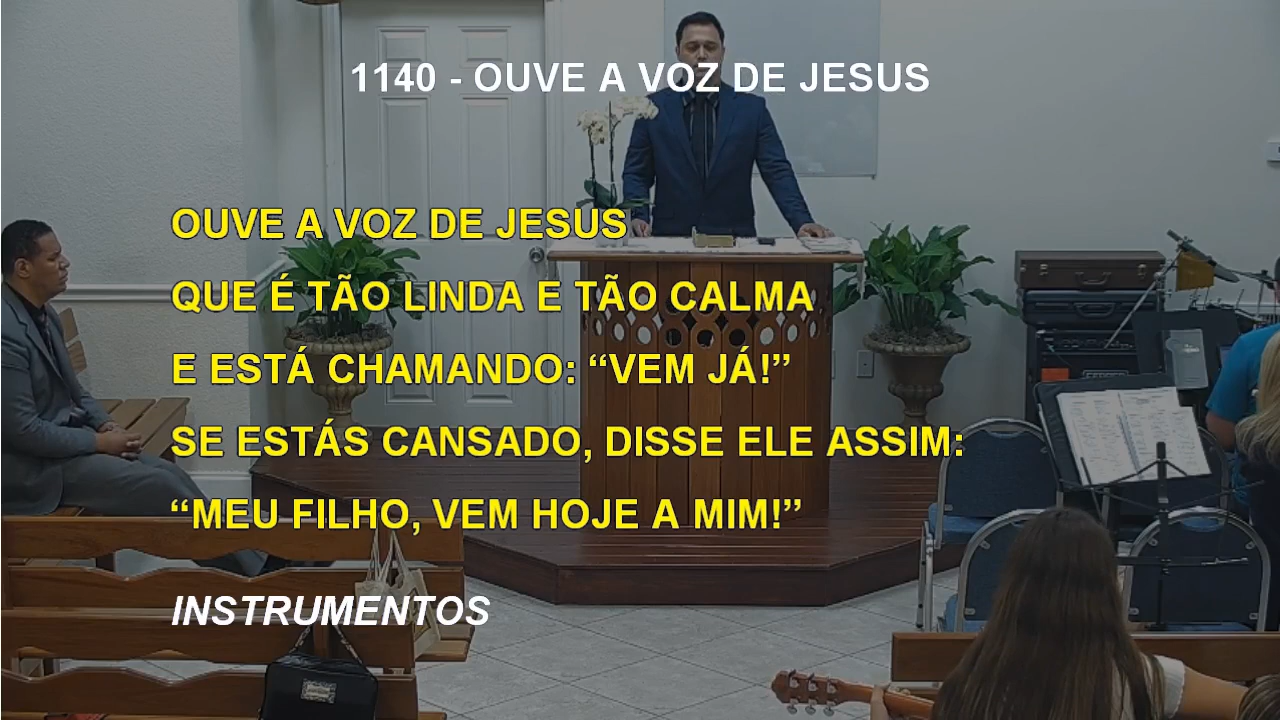 1140 - OUVE A VOZ DE JESUS
OUVE A VOZ DE JESUS
QUE É TÃO LINDA E TÃO CALMA
E ESTÁ CHAMANDO: “VEM JÁ!”
SE ESTÁS CANSADO, DISSE ELE ASSIM:
“MEU FILHO, VEM HOJE A MIM!”
INSTRUMENTOS